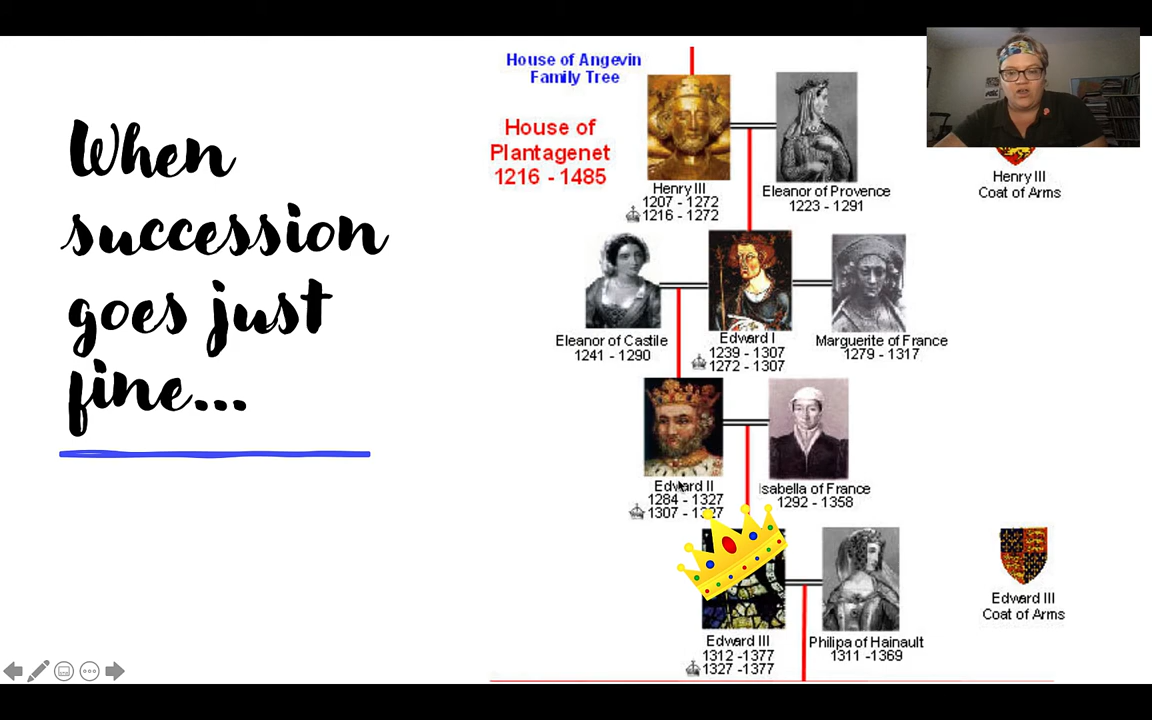 When
succession
goes just
fine...
House of Angevin
Family Tree
House of
Plantagenet
1216 - 1485
Henry III
1207 - 1272
1216 - 1272
Eleanor of Provence
1223 - 1291
Henry III
Coat of Arms
Eleanor of Castile
1241 - 1290
Edward I
1239 - 1307
1272 - 1307
Marguerite of France
1279 - 1317
Edward II
1284 - 1327
1307 - 1327
Isabella of France
1292 - 1358
Edward III
1312 -1377
1327 -1377
Philipa of Hainault
1311 -1369
Edward III
Coat of Arms